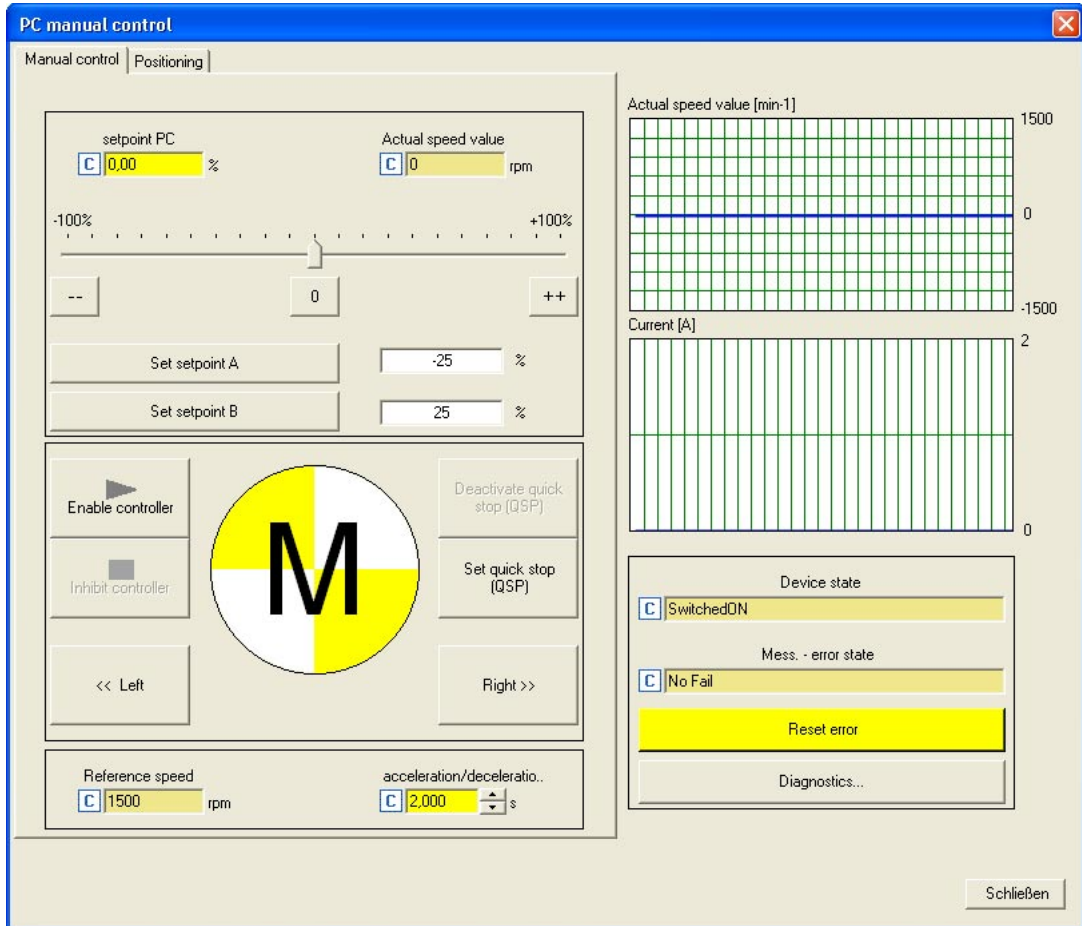 PC manual control
Manual control
Positioning
setpoint PC
C 0,00 %
Actual speed value
C 0 rpm
-100%
+100%
--
0
++
Set setpoint A
-25 %
Set setpoint B
25 %
Enable controller
Inhibit controller
M
Deactivate quick
stop (QSP)
Set quick stop
(QSP)
<< Left
Right >>
Reference speed
C 1500 rpm
acceleration/deceleratio..
C 2,000 s
Actual speed value [min-1]
1500
0
-1500
Current [A]
2
0
Device state
C SwitchedON
Mess. - error state
C No Fail
Reset error
Diagnostics...
Schließen